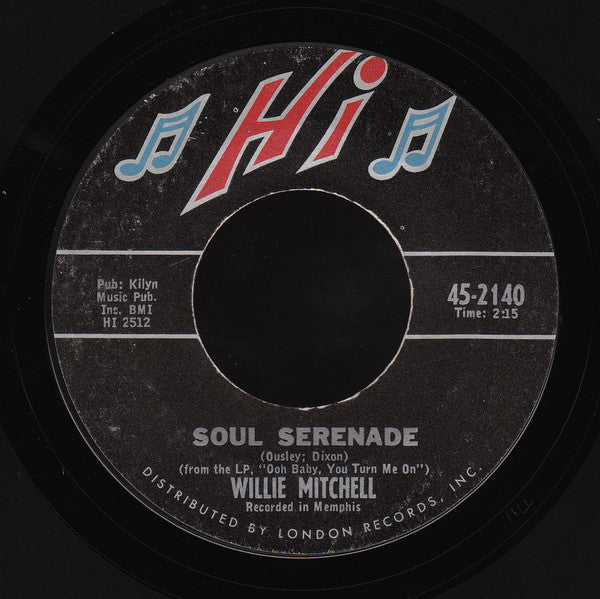 Hi
Pub: Kilyn
Music Pub.
Inc. BMI
HI 2512
45-2140
Time: 2:15
SOUL SERENADE
(Ousley; Dixon)
(from the LP, "Ooh Baby, You Turn Me On")
WILLIE MITCHELL
Recorded in Memphis
DISTRIBUTED BY LONDON RECORDS, INC.